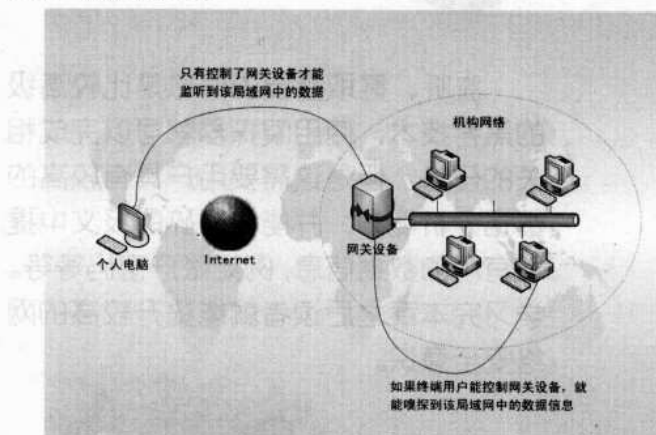 只有控制了网关设备才能
监听到该局域网中的数据
机构网络
个人电脑
Internet
网关设备
如果终端用户能控制网关设备，就
能嗅探到该局域网中的数据信息